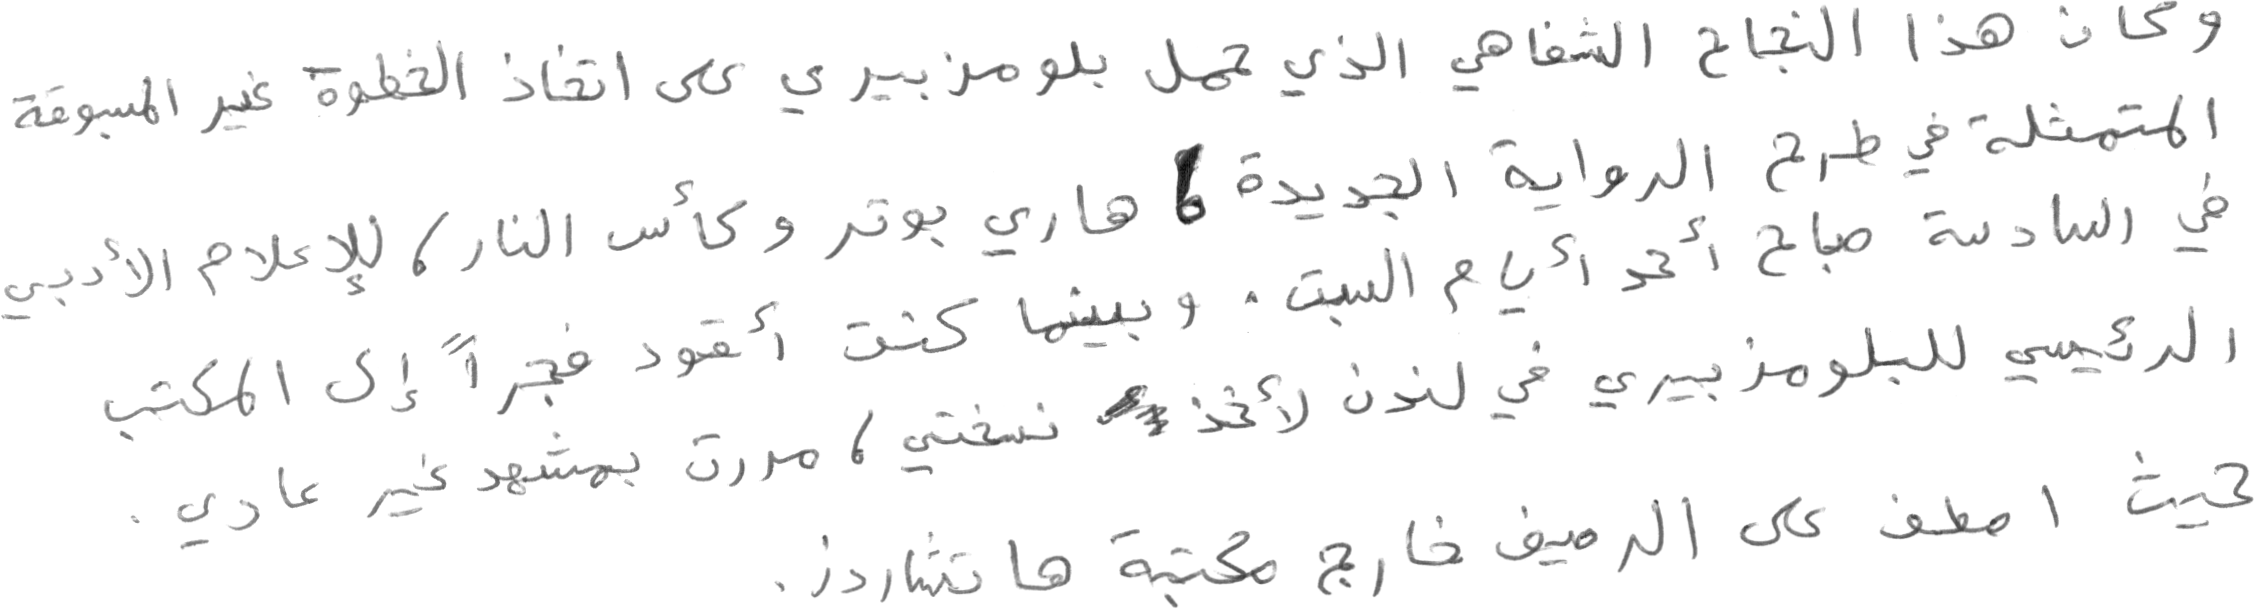 وكان هذا النجاح الشفاهي الذي حمل بلومزبيري على اتخاذ الخطوة غير المسبوقة
المتمثلة في طرح الرواية الجديدة، هاري بوتر وكأس النار، للإعلام الأدبي
في السادسة صباح أحد أيام السبت. وبينما كنت أقود فجراً إلى المكتب
الرئيسي للبلومزبيري في لندن لأخذ نسختي، مررت بمشهد غير عادي.
حيث اصطف على الرصيف خارج مكتبة هاتشاردز.